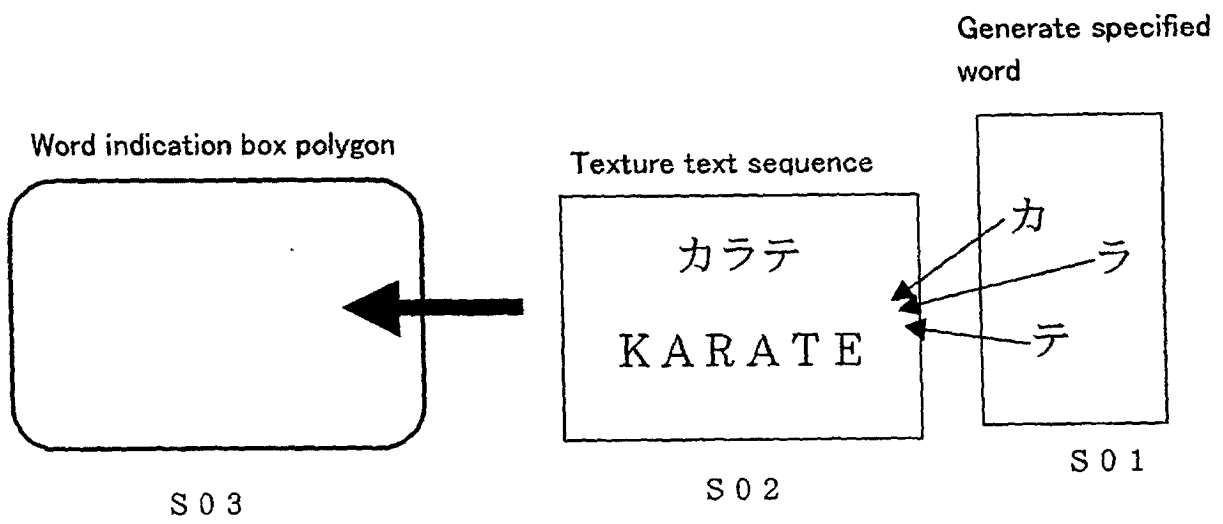 Generate specified
word
Word indication box polygon
Texture text sequence
カラテ
KARATE
カ
ラ
テ
S01
S02
S03